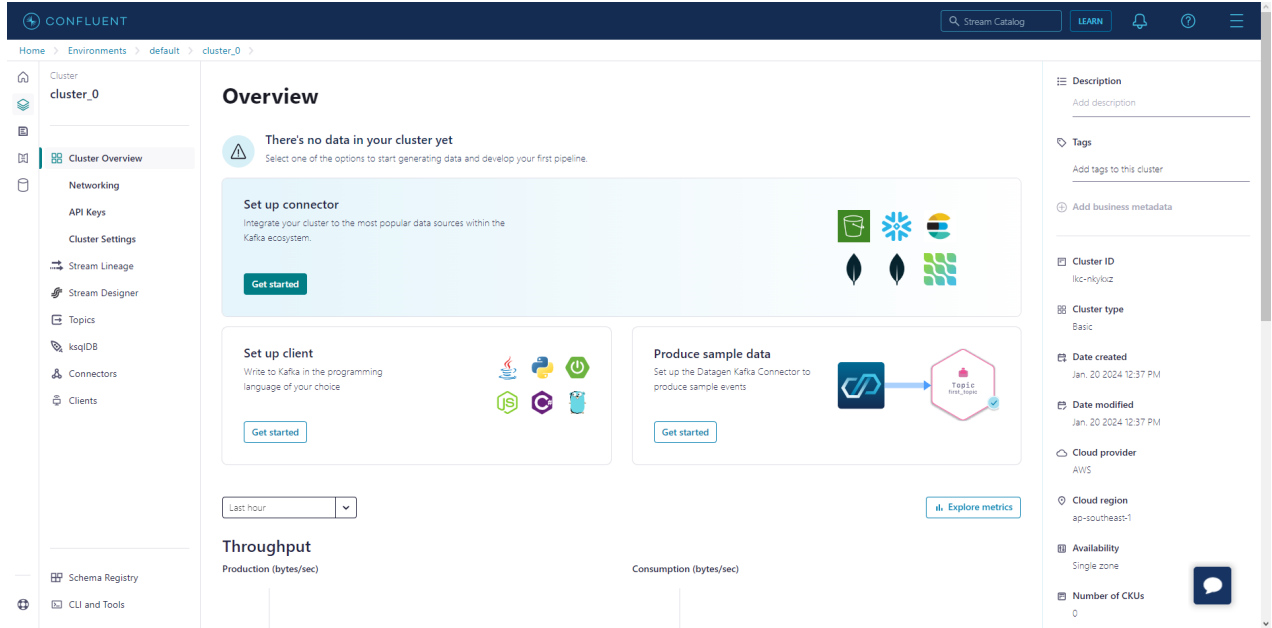 CONFLUENT
Stream Catalog
LEARN
Home > Environments > default > cluster_0 >
Cluster
cluster_0
Cluster Overview
Networking
API Keys
Cluster Settings
Stream Lineage
Stream Designer
Topics
ksqlDB
Connectors
Clients
Schema Registry
CLI and Tools
Overview
There's no data in your cluster yet
Select one of the options to start generating data and develop your first pipeline.
Set up connector
Integrate your cluster to the most popular data sources within the
Kafka ecosystem.
Get started
Set up client
Write to Kafka in the programming
language of your choice
Get started
JS
C#
Produce sample data
Set up the Datagen Kafka Connector to
produce sample events
Get started
Topic
first_topic
Last hour
Explore metrics
Throughput
Production (bytes/sec)
Consumption (bytes/sec)
Description
Add description
Tags
Add tags to this cluster
Add business metadata
Cluster ID
lkc-nkykxz
Cluster type
Basic
Date created
Jan. 20 2024 12:37 PM
Date modified
Jan. 20 2024 12:37 PM
Cloud provider
AWS
Cloud region
ap-southeast-1
Availability
Single zone
Number of CKUs
0